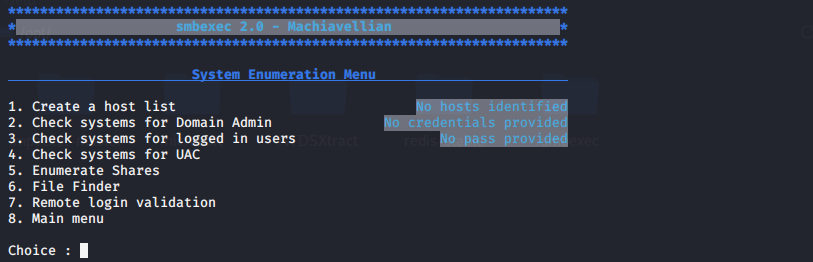 **********************************************************************
* smbexec 2.0 - Machiavellian *
**********************************************************************
System Enumeration Menu
1. Create a host list No hosts identified
2. Check systems for Domain Admin No credentials provided
3. Check systems for logged in users No pass provided
4. Check systems for UAC
5. Enumerate Shares
6. File Finder
7. Remote login validation
8. Main menu
Choice :